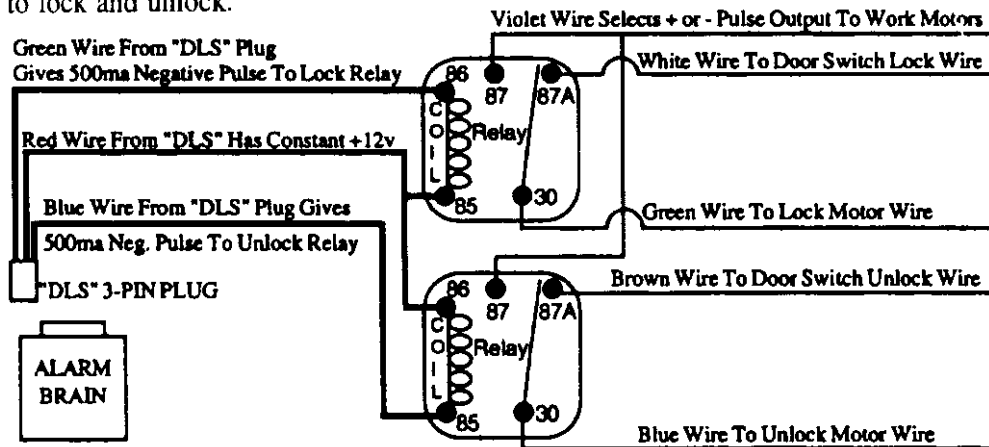 to lock and unlock.
Violet Wire Selects + or - Pulse Output To Work Motors
Green Wire From "DLS" Plug
Gives 500ma Negative Pulse To Lock Relay
White Wire To Door Switch Lock Wire
86
87
87A
COIL
Relay
Red Wire From "DLS" Has Constant +12v
85
30
Blue Wire From "DLS" Plug Gives
500ma Neg. Pulse To Unlock Relay
Green Wire To Lock Motor Wire
"DLS" 3-PIN PLUG
Brown Wire To Door Switch Unlock Wire
86
87
87A
COIL
Relay
ALARM
BRAIN
85
30
Blue Wire To Unlock Motor Wire